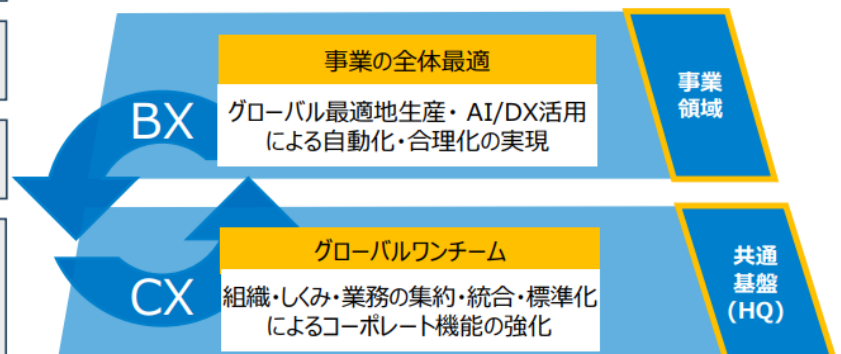 BX
事業の全体最適
グローバル最適地生産・ AI/DX活用
による自動化・合理化の実現
事業
領域
CX
グローバルワンチーム
組織・しくみ・業務の集約・統合・標準化
によるコーポレート機能の強化
共通
基盤
(HQ)